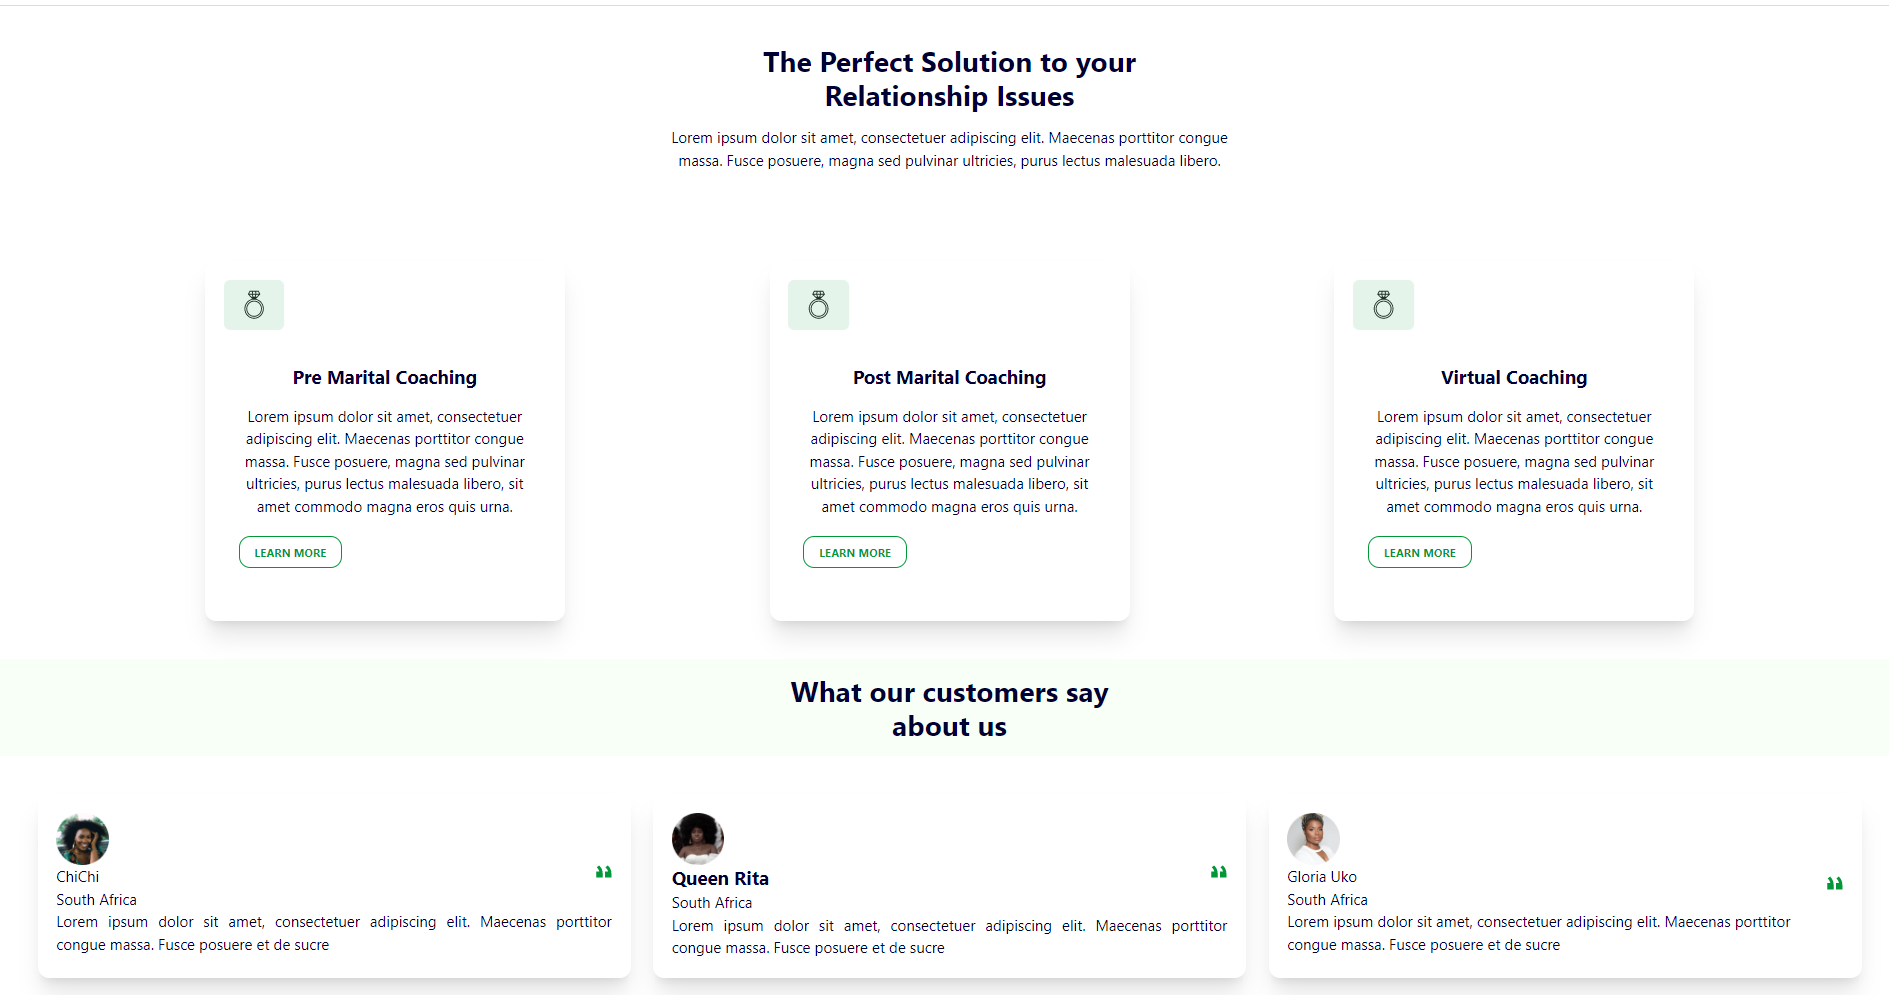 The Perfect Solution to your
Relationship Issues
Lorem ipsum dolor sit amet, consectetuer adipiscing elit. Maecenas porttitor congue
massa. Fusce posuere, magna sed pulvinar ultricies, purus lectus malesuada libero.
Pre Marital Coaching
Lorem ipsum dolor sit amet, consectetuer
adipiscing elit. Maecenas porttitor congue
massa. Fusce posuere, magna sed pulvinar
ultricies, purus lectus malesuada libero, sit
amet commodo magna eros quis urna.
LEARN MORE
Post Marital Coaching
Lorem ipsum dolor sit amet, consectetuer
adipiscing elit. Maecenas porttitor congue
massa. Fusce posuere, magna sed pulvinar
ultricies, purus lectus malesuada libero, sit
amet commodo magna eros quis urna.
LEARN MORE
Virtual Coaching
Lorem ipsum dolor sit amet, consectetuer
adipiscing elit. Maecenas porttitor congue
massa. Fusce posuere, magna sed pulvinar
ultricies, purus lectus malesuada libero, sit
amet commodo magna eros quis urna.
LEARN MORE
What our customers say
about us
ChiChi
South Africa
Lorem ipsum dolor sit amet, consectetuer adipiscing elit. Maecenas porttitor
congue massa. Fusce posuere et de sucre
Queen Rita
South Africa
Lorem ipsum dolor sit amet, consectetuer adipiscing elit. Maecenas porttitor
congue massa. Fusce posuere et de sucre
Gloria Uko
South Africa
Lorem ipsum dolor sit amet, consectetuer adipiscing elit. Maecenas porttitor
congue massa. Fusce posuere et de sucre